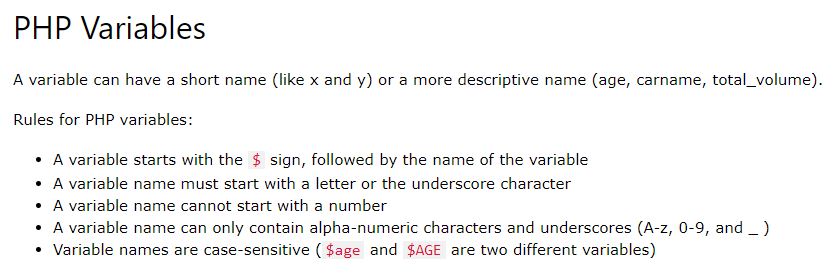 PHP Variables
A variable can have a short name (like x and y) or a more descriptive name (age, carname, total_volume).
Rules for PHP variables:
• A variable starts with the $ sign, followed by the name of the variable
• A variable name must start with a letter or the underscore character
• A variable name cannot start with a number
• A variable name can only contain alpha-numeric characters and underscores (A-z, 0-9, and _ )
• Variable names are case-sensitive ( $age and $AGE are two different variables)